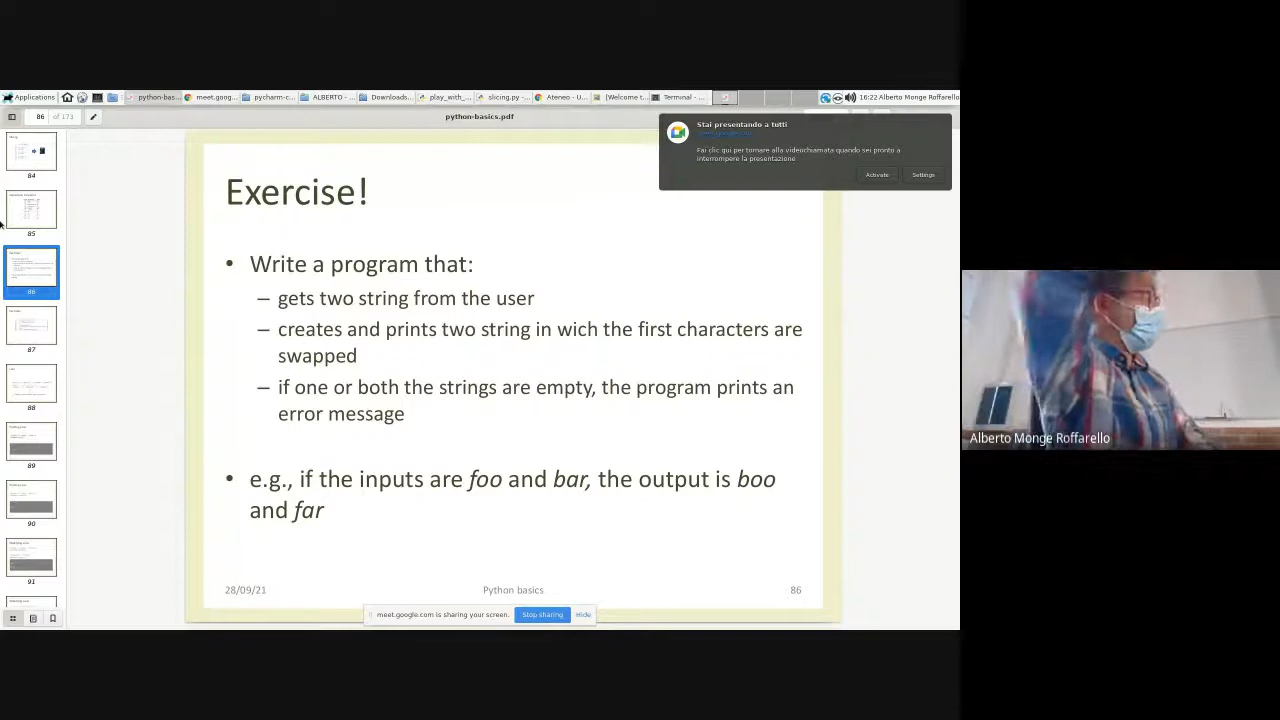 Applications
python-bas...
meet.goog...
pycharm-c...
ALBERTO - ...
Downloads...
play_with_...
slicing.py -...
Ateneo - U...
[Welcome t...
Terminal - ...
16:22 Alberto Monge Roffarello
86 of 173
python-basics.pdf
Stai presentando a tutti
Fai clic qui per tornare alla videochiamata quando sei pronto a
interrompere la presentazione
Activate
Settings
84
85
86
87
88
89
90
91
Exercise!
• Write a program that:
– gets two string from the user
– creates and prints two string in wich the first characters are
swapped
– if one or both the strings are empty, the program prints an
error message
• e.g., if the inputs are foo and bar, the output is boo
and far
28/09/21
Python basics
86
meet.google.com is sharing your screen.
Stop sharing
Hide
Alberto Monge Roffarello